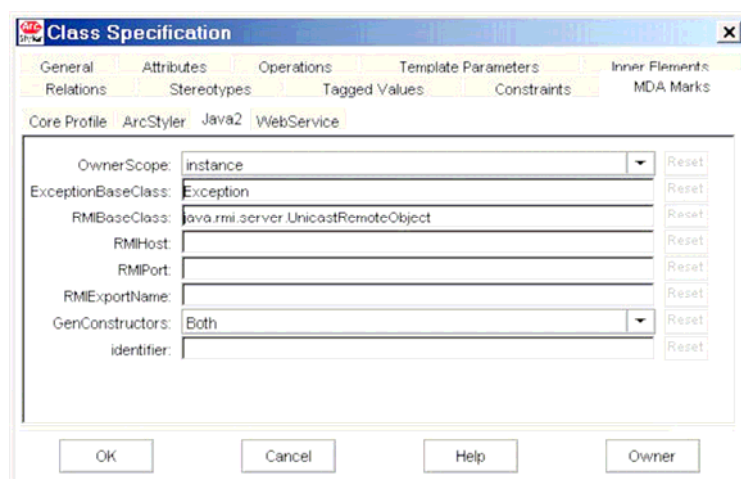 Arc
Styler
Class Specification
General Attributes Operations Template Parameters Inner Elements
Relations Stereotypes Tagged Values Constraints MDA Marks
Core Profile ArcStyler Java2 WebService
OwnerScope: instance Reset
ExceptionBaseClass: Exception Reset
RMIBaseClass: java.rmi.server.UnicastRemoteObject Reset
RMIHost: Reset
RMIPort: Reset
RMIExportName: Reset
GenConstructors: Both Reset
identifier: Reset
OK Cancel Help Owner